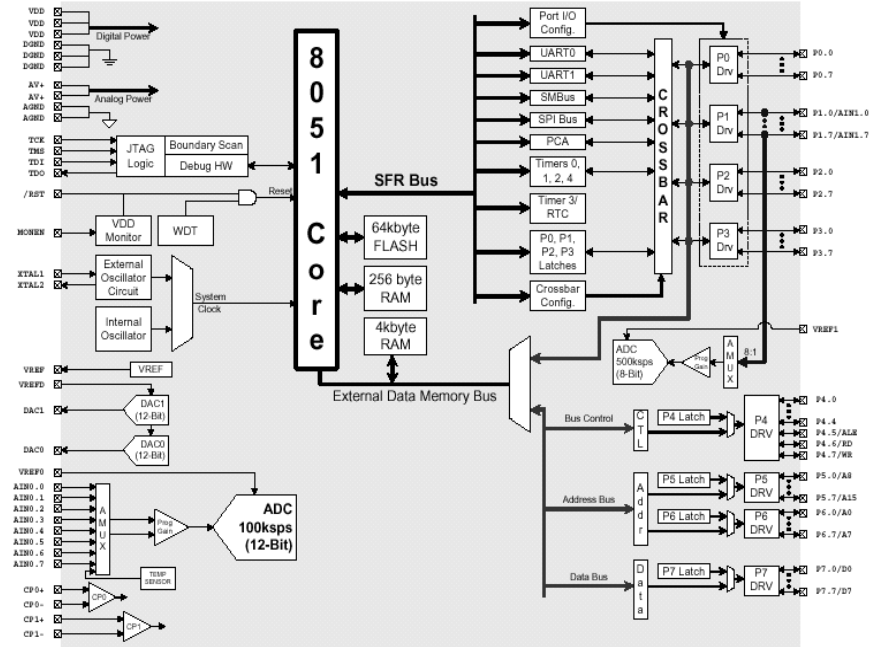 VDD
VDD
VDD
DGND
DGND
DGND
Digital Power
AV+
AV+
AGND
AGND
Analog Power
TCK
TMS
TDI
TDO
JTAG
Logic
Boundary Scan
Debug HW
/RST
MONEN
VDD
Monitor
WDT
Reset
XTAL1
XTAL2
External
Oscillator
Circuit
Internal
Oscillator
System
Clock
VREF
VREF
VREFD
DAC1
DAC1
(12-Bit)
DAC0
DAC0
(12-Bit)
VREF0
AIN0.0
AIN0.1
AIN0.2
AIN0.3
AIN0.4
AIN0.5
AIN0.6
AIN0.7
AMUX
Prog
Gain
ADC
100ksps
(12-Bit)
TEMP
SENSOR
CP0+
CP0-
CP0
CP1+
CP1-
CP1
8051 Core
SFR Bus
64kbyte
FLASH
256 byte
RAM
4kbyte
RAM
External Data Memory Bus
Port I/O
Config.
UART0
UART1
SMBus
SPI Bus
PCA
Timers 0,
1, 2, 4
Timer 3/
RTC
P0, P1,
P2, P3
Latches
Crossbar
Config.
CROSSBAR
P0
Drv
P1
Drv
P2
Drv
P3
Drv
P0.0
P0.7
P1.0/AIN1.0
P1.7/AIN1.7
P2.0
P2.7
P3.0
P3.7
VREF1
ADC
500ksps
(8-Bit)
Prog
Gain
AMUX
8:1
Bus Control
CTL
P4 Latch
P4
DRV
P4.0
P4.4
P4.5/ALE
P4.6/RD
P4.7/WR
Address Bus
Addr
P5 Latch
P5
DRV
P5.0/A8
P5.7/A15
P6 Latch
P6
DRV
P6.0/A0
P6.7/A7
Data Bus
Data
P7 Latch
P7
DRV
P7.0/D0
P7.7/D7